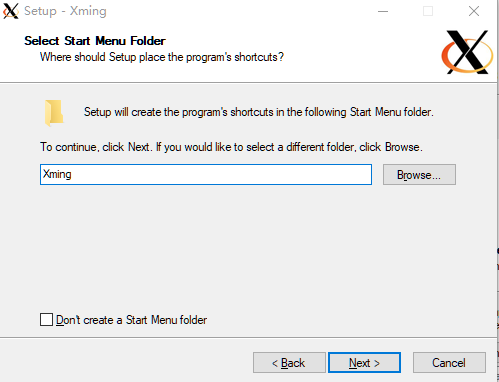 Setup - Xming
Select Start Menu Folder
Where should Setup place the program's shortcuts?
Setup will create the program's shortcuts in the following Start Menu folder.
To continue, click Next. If you would like to select a different folder, click Browse.
Xming
Browse...
Don't create a Start Menu folder
< Back
Next >
Cancel